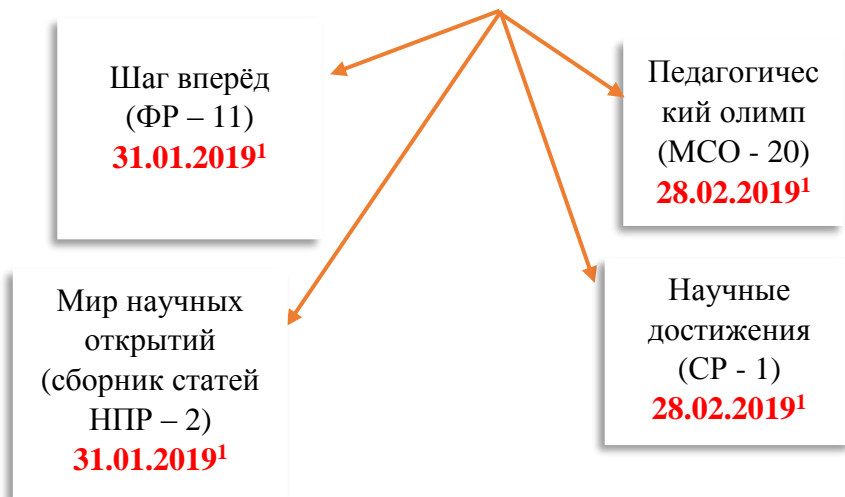 Шаг вперёд
(ФР – 11)
31.01.2019¹
Педагогичес
кий олимп
(МСО - 20)
28.02.2019¹
Мир научных
открытий
(сборник статей
НПР – 2)
31.01.2019¹
Научные
достижения
(СР - 1)
28.02.2019¹